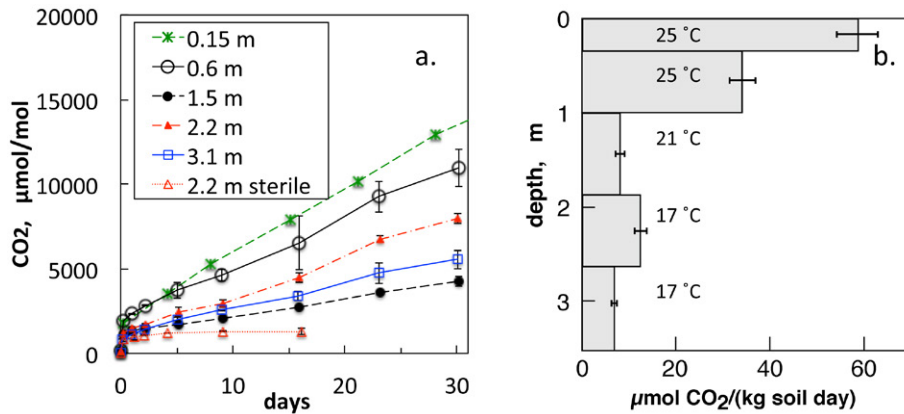 20000
15000
10000
5000
0
CO2, µmol/mol
0.15 m
0.6 m
1.5 m
2.2 m
3.1 m
2.2 m sterile
a.
0 10 20 30
days
0
1
2
3
depth, m
25 ˚C
25 ˚C
21 ˚C
17 ˚C
17 ˚C
b.
0 20 40 60
µmol CO2/(kg soil day)